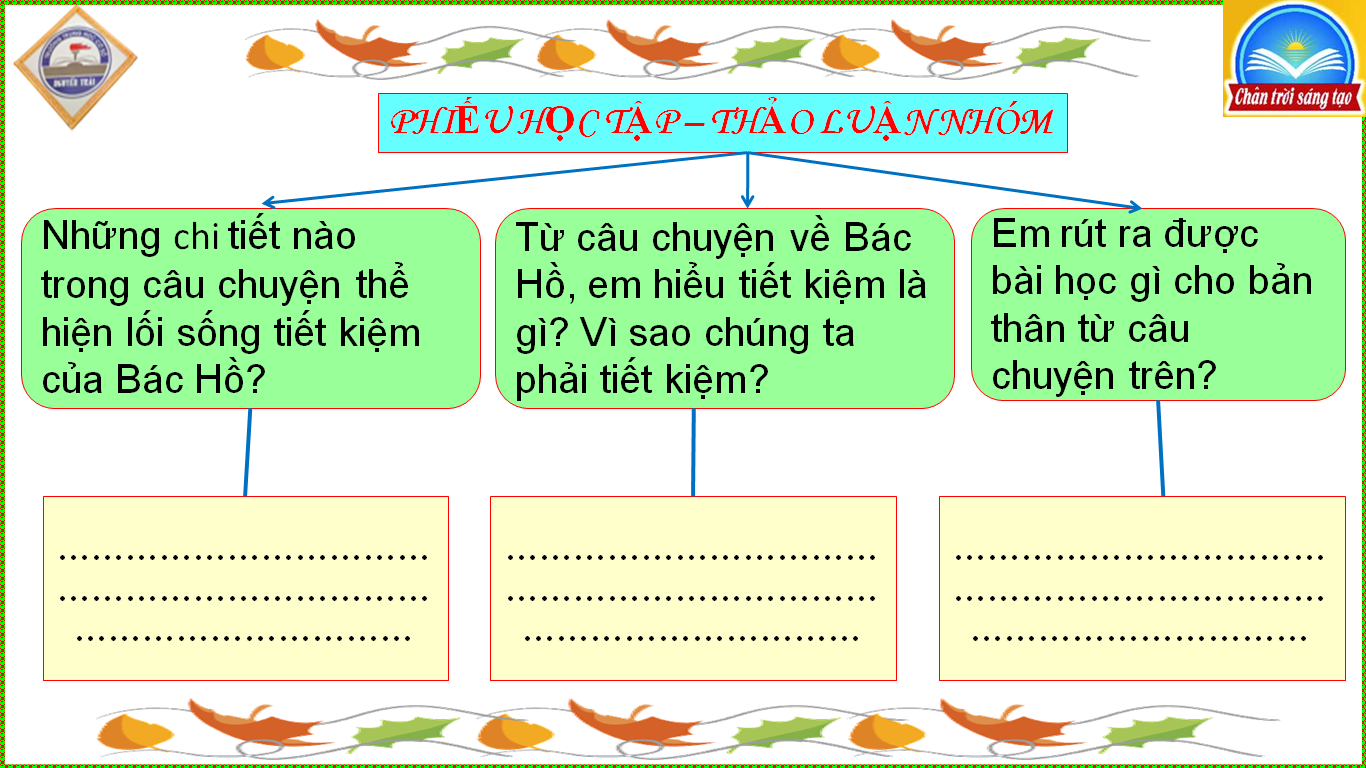 Chân trời sáng tạo
PHIẾU HỌC TẬP – THẢO LUẬN NHÓM
Những chi tiết nào
trong câu chuyện thể
hiện lối sống tiết kiệm
của Bác Hồ?
Từ câu chuyện về Bác
Hồ, em hiểu tiết kiệm là
gì? Vì sao chúng ta
phải tiết kiệm?
Em rút ra được
bài học gì cho bản
thân từ câu
chuyện trên?
……………………………
……………………………
…………………………
……………………………
……………………………
…………………………
……………………………
……………………………
…………………………